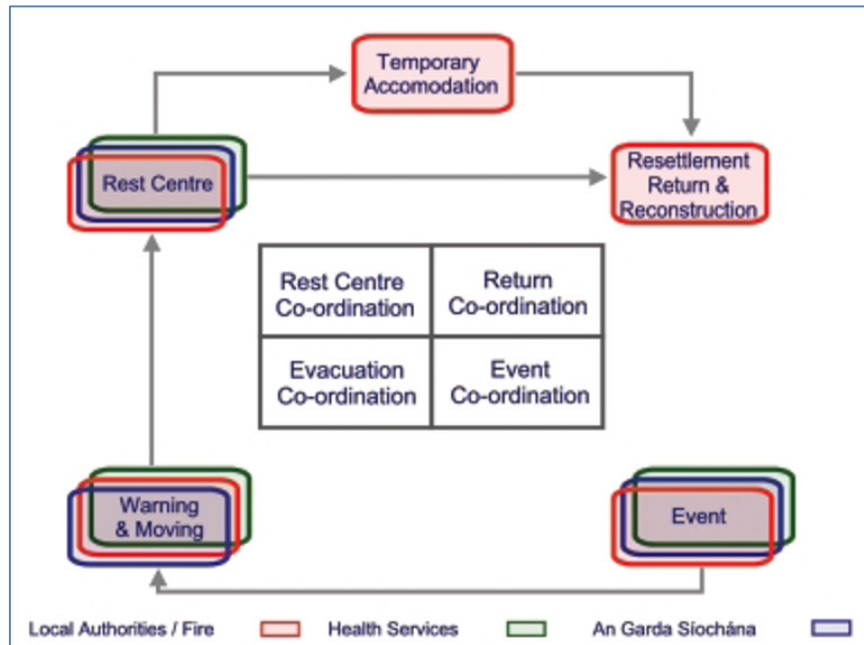 Temporary
Accomodation
Rest Centre
Resettlement
Return &
Reconstruction
Rest Centre
Co-ordination
Return
Co-ordination
Evacuation
Co-ordination
Event
Co-ordination
Warning
& Moving
Event
Local Authorities / Fire
Health Services
An Garda Síochána